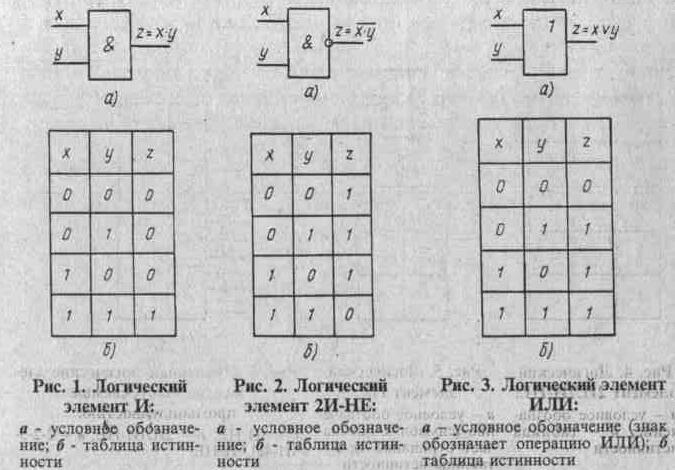 x
y
&
z=x·y
а)
x
y
&
z=x·y
а)
x
y
1
z=x∨y
а)
x y z
0 0 0
0 1 0
1 0 0
1 1 1
б)
x y z
0 0 1
0 1 1
1 0 1
1 1 0
б)
x y z
0 0 0
0 1 1
1 0 1
1 1 1
б)
Рис. 1. Логический
элемент И:
а - условное обозначе-
ние; б - таблица истин-
ности
Рис. 2. Логический
элемент 2И-НЕ:
а - условное обозначе-
ние; б - таблица истин-
ности
Рис. 3. Логический элемент
ИЛИ:
а - условное обозначение (знак
обозначает операцию ИЛИ); б
таблица истинности